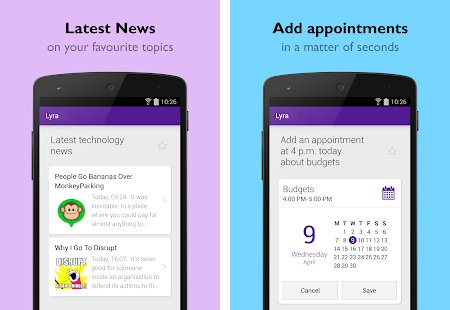 Latest News
on your favourite topics
10:26
Lyra
Latest technology
news
People Go Bananas Over
MonkeyParking
Today, 05:24. It was
inevitable. In a place
where you could pay for
almost anything to...
Why I Go To Disrupt
DISRUPT
Today, 16:07. It's never
good for someone
inside an organization to
defend its actions to th...
Add appointments
in a matter of seconds
10:26
Lyra
Add an appointment
at 4 p.m. today
about budgets
Budgets
4:00 PM-5:00 PM
9
Wednesday
April
M T W T F S S
1 2 3 4 5 6
7 8 9 10 11 12 13
14 15 16 17 18 19 20
21 22 23 24 25 26 27
28 29 30
Cancel Save